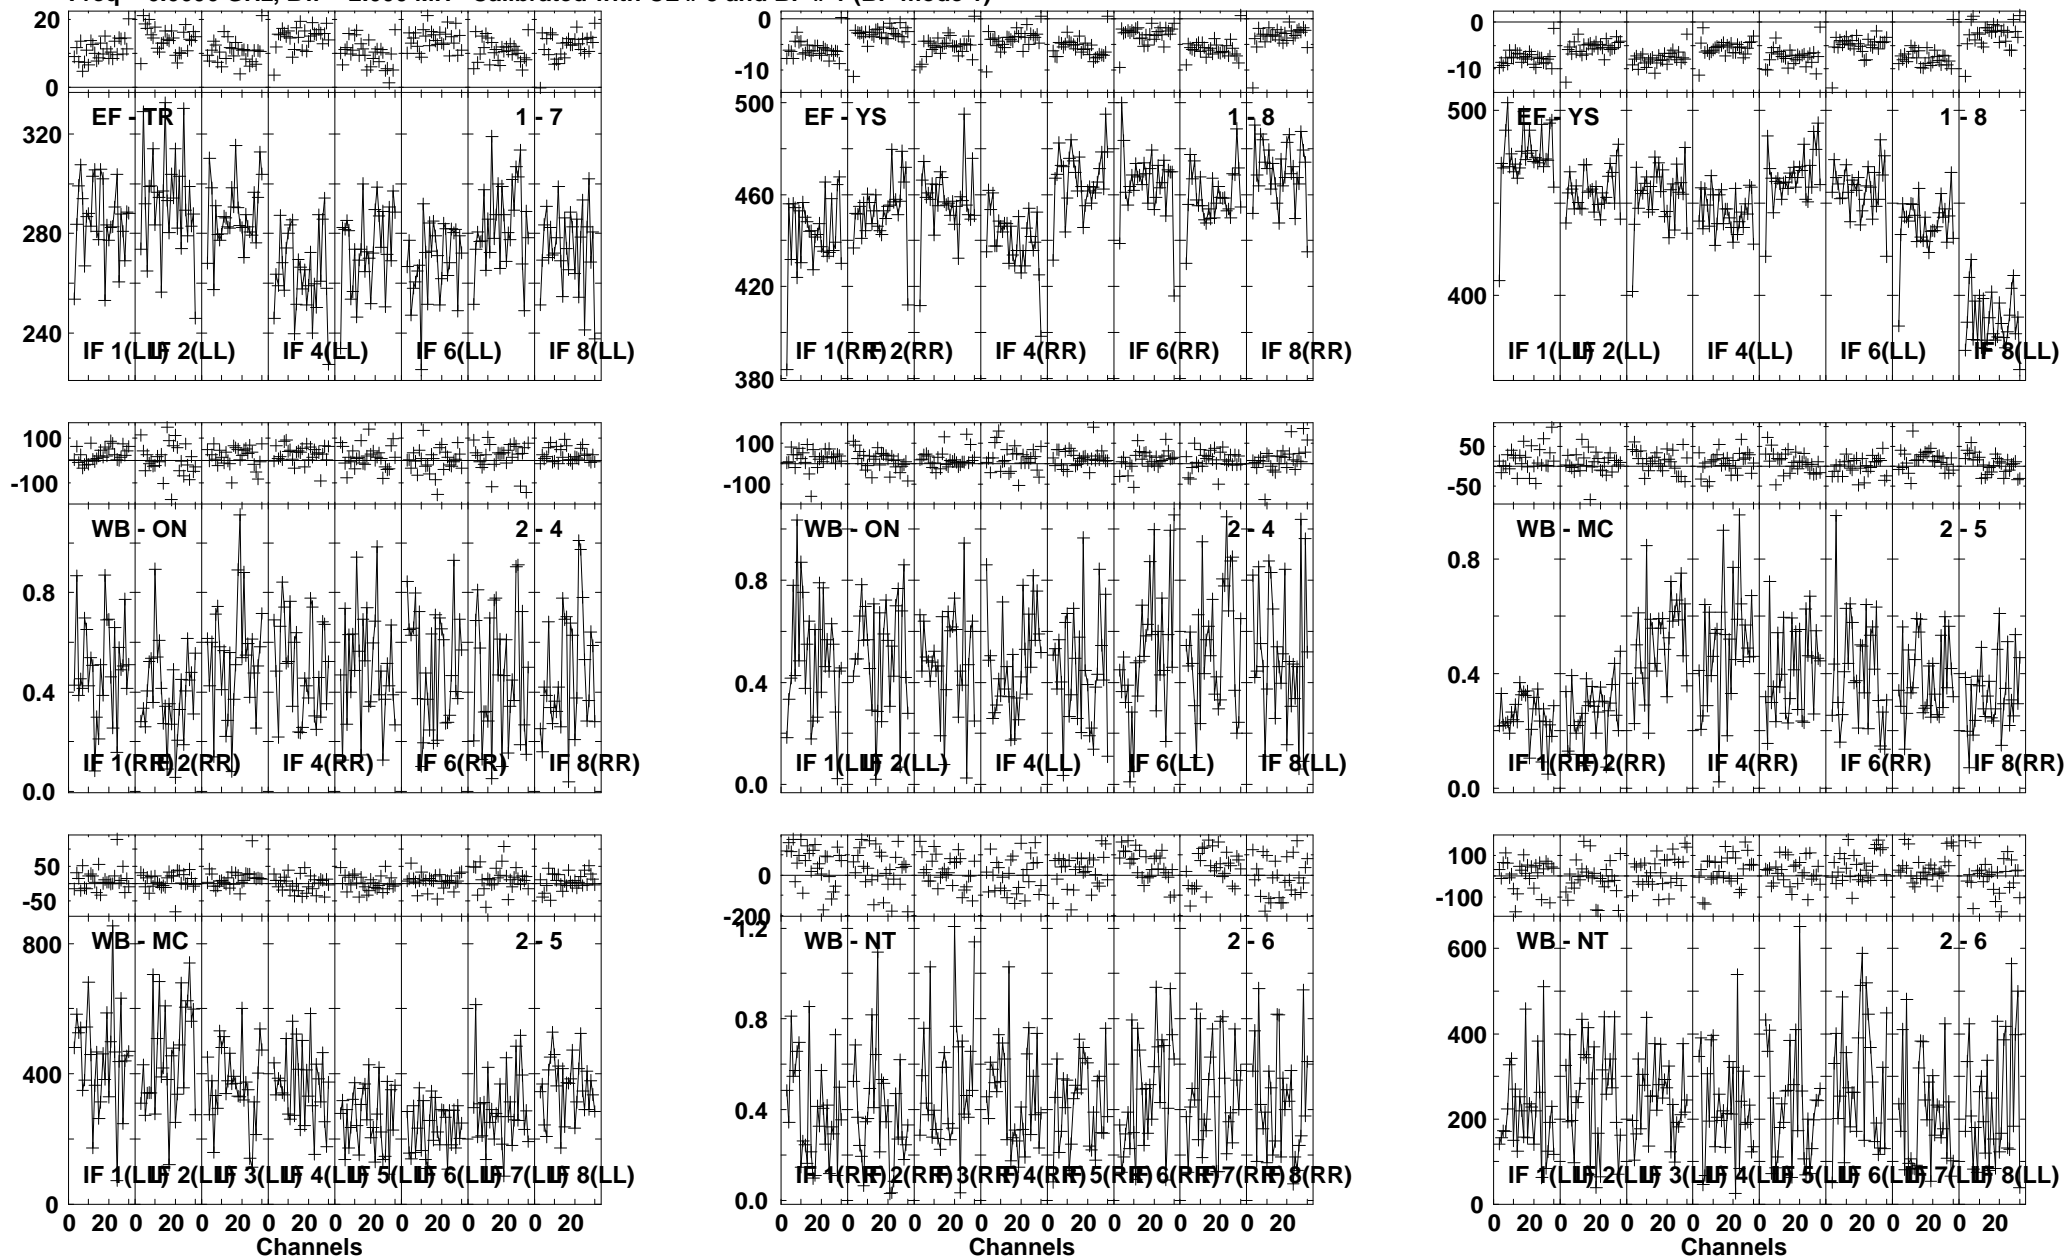 20 0 0
0 -10 -10
EF - TR 1 - 7 EF - YS 1 - 8 EF - YS 1 - 8
320 500 500
280 460
240 420 400
380
IF 1(LL) IF 2(LL) IF 4(LL) IF 6(LL) IF 8(LL) IF 1(RR) IF 2(RR) IF 4(RR) IF 6(RR) IF 8(RR) IF 1(LL) IF 2(LL) IF 4(LL) IF 6(LL) IF 8(LL)
100 100 50
-100 -100 -50
WB - ON 2 - 4 WB - ON 2 - 4 WB - MC 2 - 5
0.8 0.8 0.8
0.4 0.4 0.4
IF 1(RR) IF 2(RR) IF 4(RR) IF 6(RR) IF 8(RR) IF 1(LL) IF 2(LL) IF 4(LL) IF 6(LL) IF 8(LL) IF 1(RR) IF 2(RR) IF 4(RR) IF 6(RR) IF 8(RR)
0.0 0.0 0.0
50 0 100
-50 -200 -100
WB - MC 2 - 5 WB - NT 2 - 6 WB - NT 2 - 6
800 1.2 600
400 0.8 400
0.4 200
IF 1(LL) IF 2(LL) IF 3(LL) IF 4(LL) IF 5(LL) IF 6(LL) IF 7(LL) IF 8(LL) IF 1(RR) IF 2(RR) IF 3(RR) IF 4(RR) IF 5(RR) IF 6(RR) IF 7(RR) IF 8(RR) IF 1(LL) IF 2(LL) IF 3(LL) IF 4(LL) IF 5(LL) IF 6(LL) IF 7(LL) IF 8(LL)
0 0.0 0
0 20 0 20 0 20 0 20 0 20 0 20 0 20 0 20 0 20 0 20 0 20 0 20 0 20 0 20 0 20 0 20 0 20 0 20 0 20 0 20 0 20 0 20 0 20 0 20
Channels Channels Channels